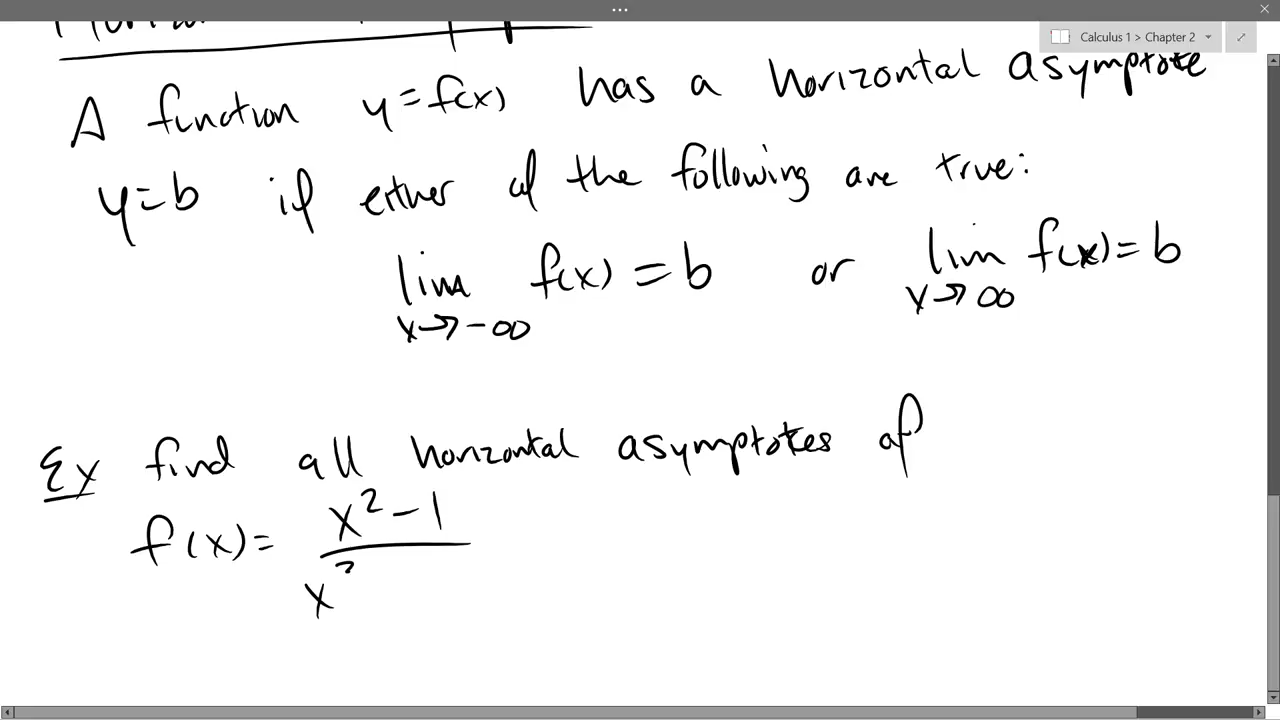 Calculus 1 > Chapter 2
A function y=f(x) has a horizontal asymptote
y=b if either of the following are true:
lim x→-∞ f(x) = b or lim x→∞ f(x) = b
Ex find all horizontal asymptotes of
f(x) = x² - 1
x